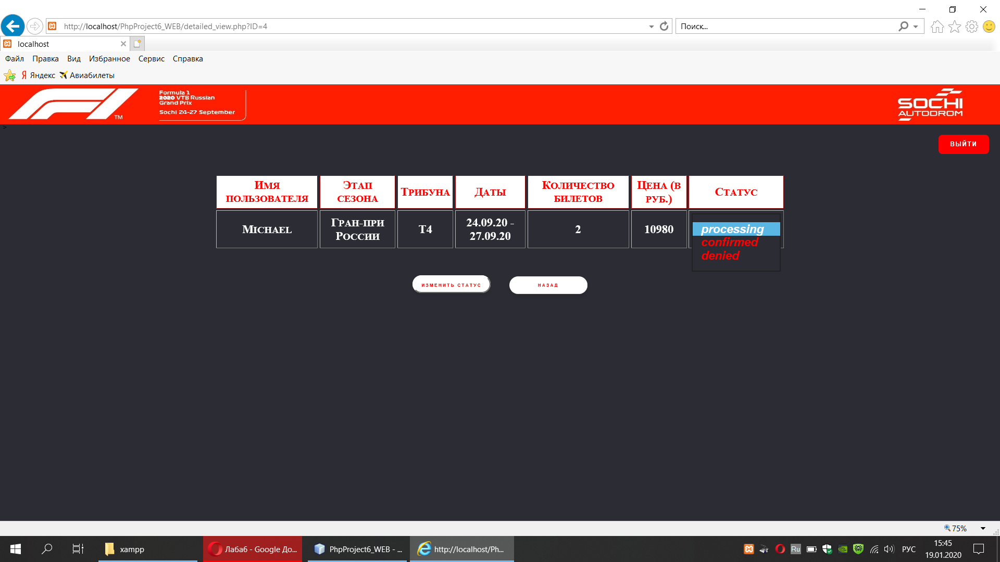 http://localhost/PhpProject6_WEB/detailed_view.php?ID=4
Поиск...
localhost
Файл Правка Вид Избранное Сервис Справка
Яндекс Авиабилеты
Formula 1
2020 VTB Russian
Grand Prix
Sochi 24-27 September
TM
SOCHI
AUTODROM
>
ВЫЙТИ
Имя пользователя
Этап сезона
Трибуна
Даты
Количество билетов
Цена (в руб.)
Статус
Michael
Гран-при России
T4
24.09.20 - 27.09.20
2
10980
processing
confirmed
denied
ИЗМЕНИТЬ СТАТУС
НАЗАД
75%
xampp
Лаба6 - Google До...
PhpProject6_WEB - ...
http://localhost/Ph...
Ru
РУС
15:45
19.01.2020